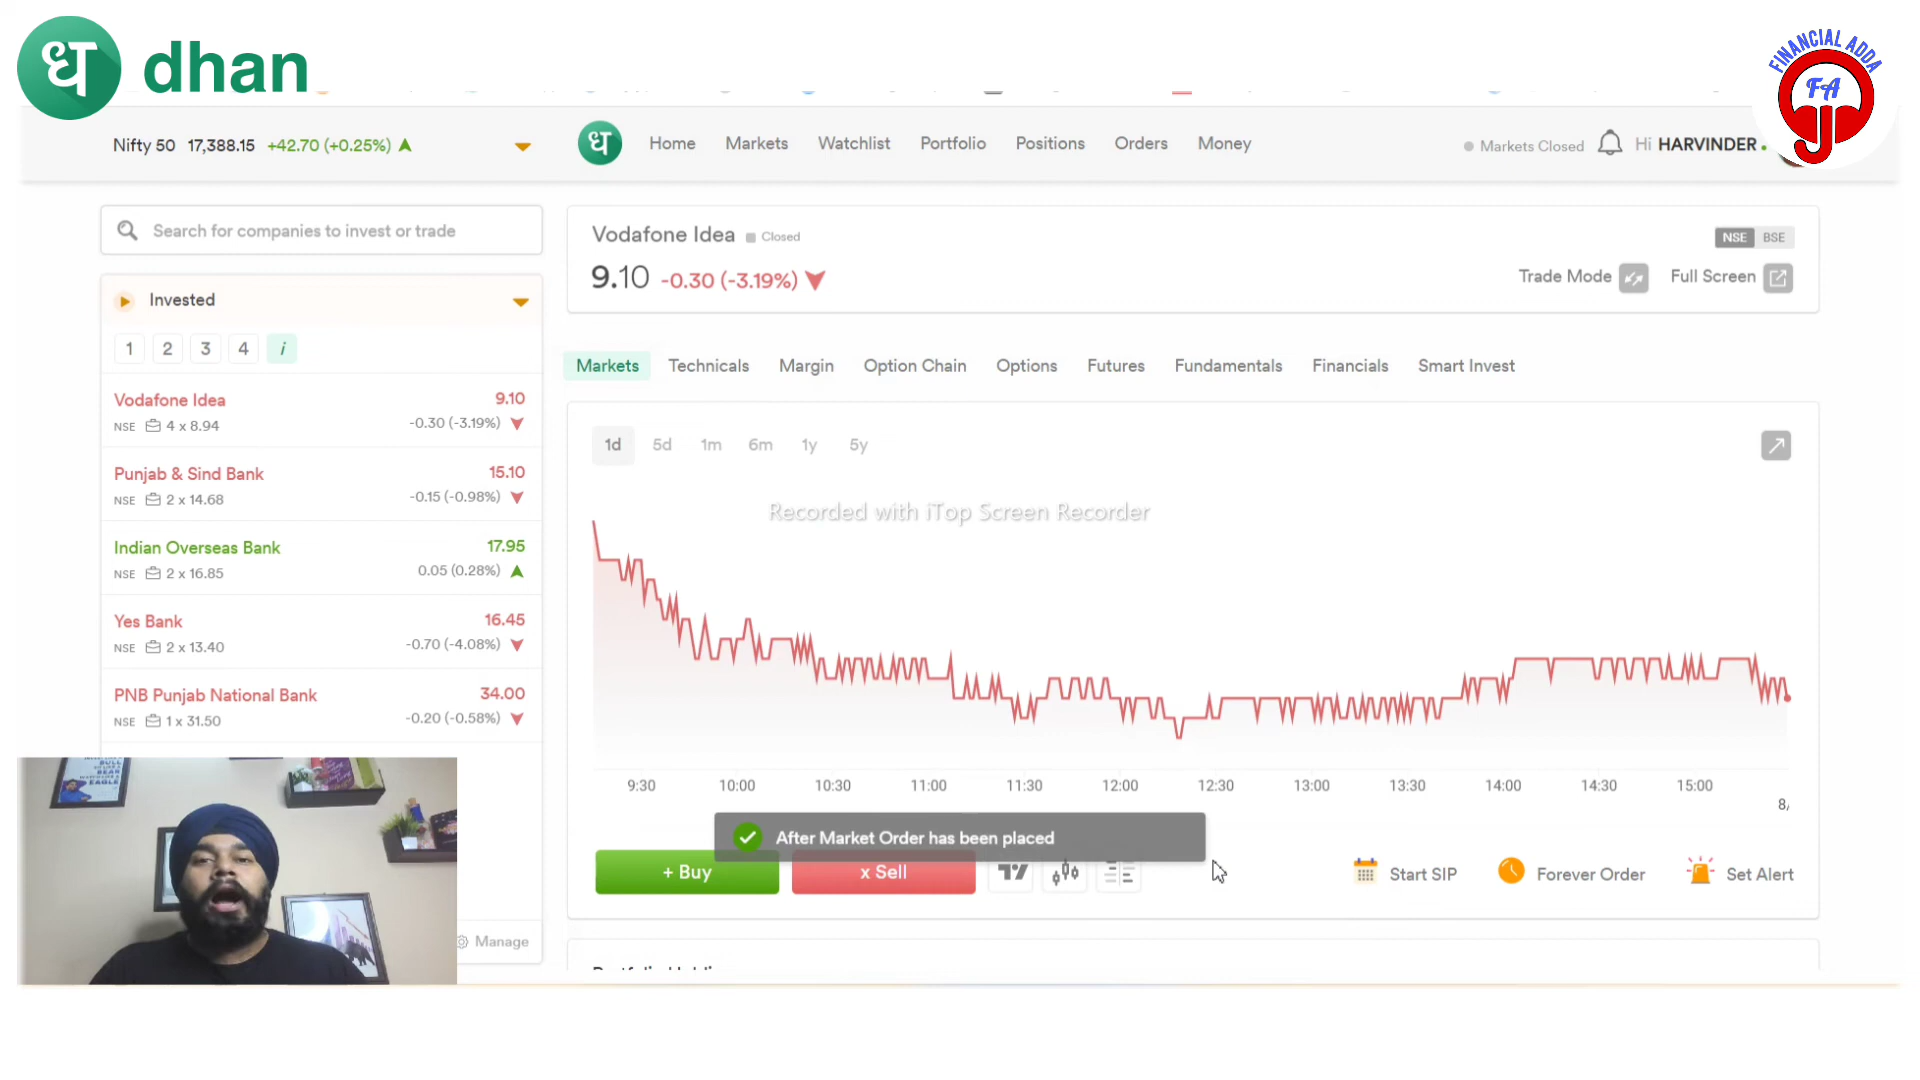 ध dhan
FINANCIAL ADDA
FA
Nifty 50 17,388.15 +42.70 (+0.25%)
ध Home Markets Watchlist Portfolio Positions Orders Money
Markets Closed Hi HARVINDER
Search for companies to invest or trade
Invested
1 2 3 4 i
Vodafone Idea 9.10
NSE 4 x 8.94 -0.30 (-3.19%)
Punjab & Sind Bank 15.10
NSE 2 x 14.68 -0.15 (-0.98%)
Indian Overseas Bank 17.95
NSE 2 x 16.85 0.05 (0.28%)
Yes Bank 16.45
NSE 2 x 13.40 -0.70 (-4.08%)
PNB Punjab National Bank 34.00
NSE 1 x 31.50 -0.20 (-0.58%)
Manage
Vodafone Idea Closed
NSE BSE
9.10 -0.30 (-3.19%)
Trade Mode Full Screen
Markets Technicals Margin Option Chain Options Futures Fundamentals Financials Smart Invest
1d 5d 1m 6m 1y 5y
Recorded with iTop Screen Recorder
9:30 10:00 10:30 11:00 11:30 12:00 12:30 13:00 13:30 14:00 14:30 15:00
8/
After Market Order has been placed
+ Buy x Sell
Start SIP Forever Order Set Alert
BULL
BEAR
EAGLE